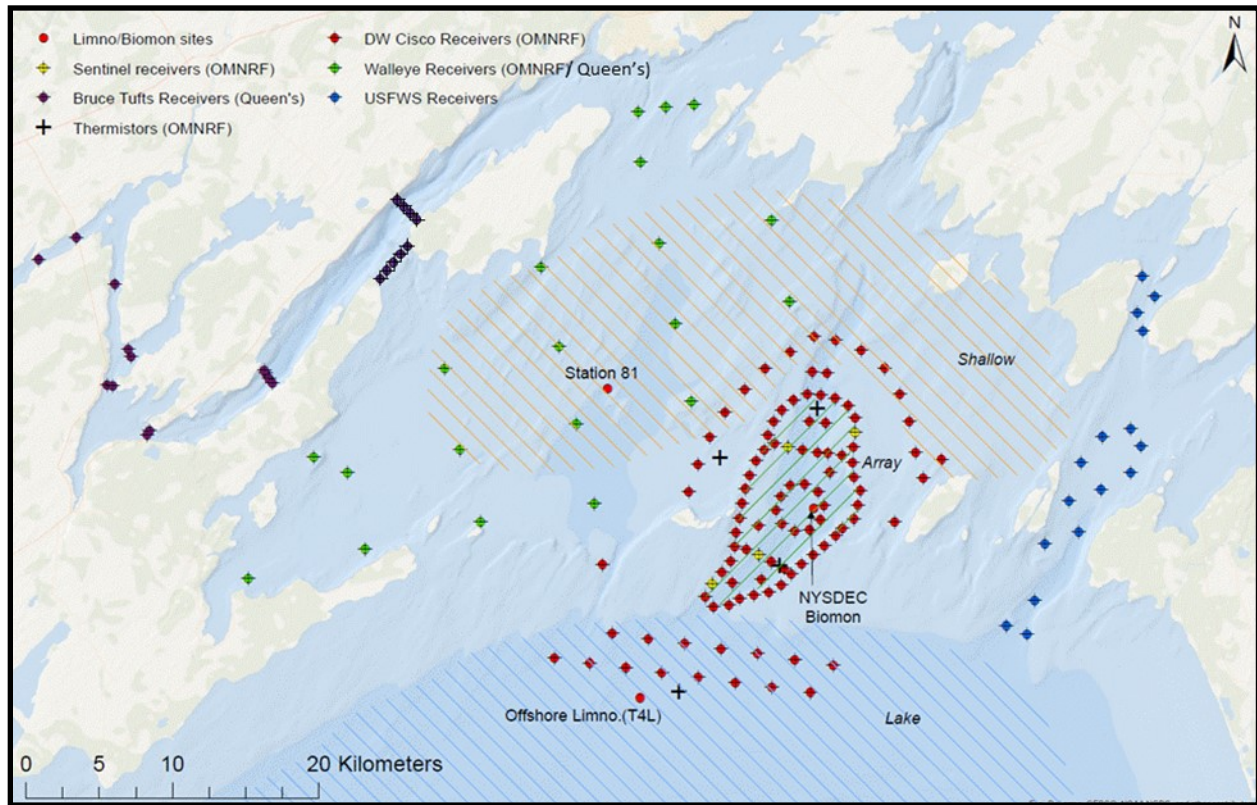 N
Limno/Biomon sites
DW Cisco Receivers (OMNRF)
Sentinel receivers (OMNRF)
Walleye Receivers (OMNRF/ Queen's)
Bruce Tufts Receivers (Queen's)
USFWS Receivers
Thermistors (OMNRF)
Shallow
Station 81
Array
NYSDEC
Biomon
Offshore Limno.(T4L)
Lake
0 5 10 20 Kilometers